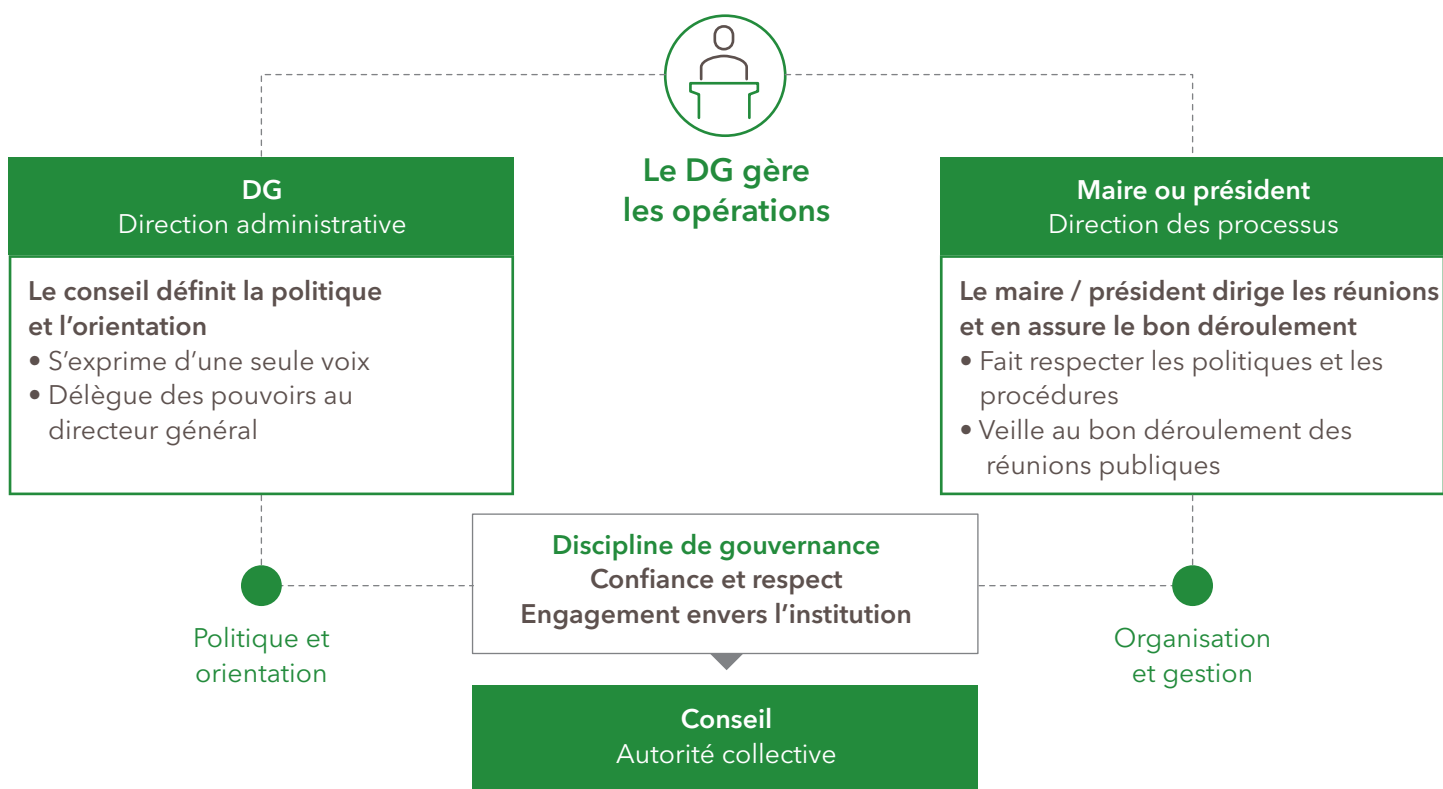 Le DG gère
les opérations
DG
Direction administrative
Le conseil définit la politique
et l’orientation
• S’exprime d’une seule voix
• Délègue des pouvoirs au
directeur général
Maire ou président
Direction des processus
Le maire / président dirige les réunions
et en assure le bon déroulement
• Fait respecter les politiques et les
procédures
• Veille au bon déroulement des
réunions publiques
Discipline de gouvernance
Confiance et respect
Engagement envers l’institution
Politique et
orientation
Organisation
et gestion
Conseil
Autorité collective